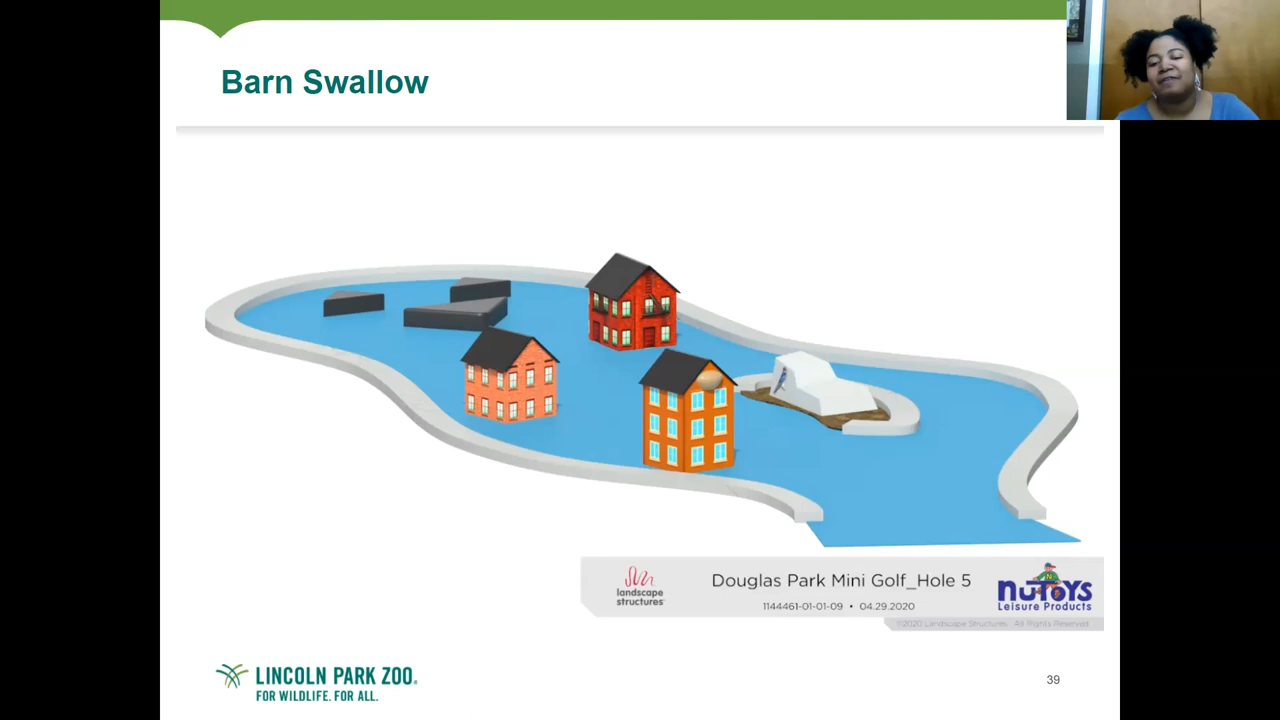 Barn Swallow
landscape
structures
Douglas Park Mini Golf_Hole 5
1144461-01-01-09 • 04.29.2020
N
nuToys
Leisure Products
©2020 Landscape Structures. All Rights Reserved.
LINCOLN PARK ZOO®
FOR WILDLIFE. FOR ALL.
39